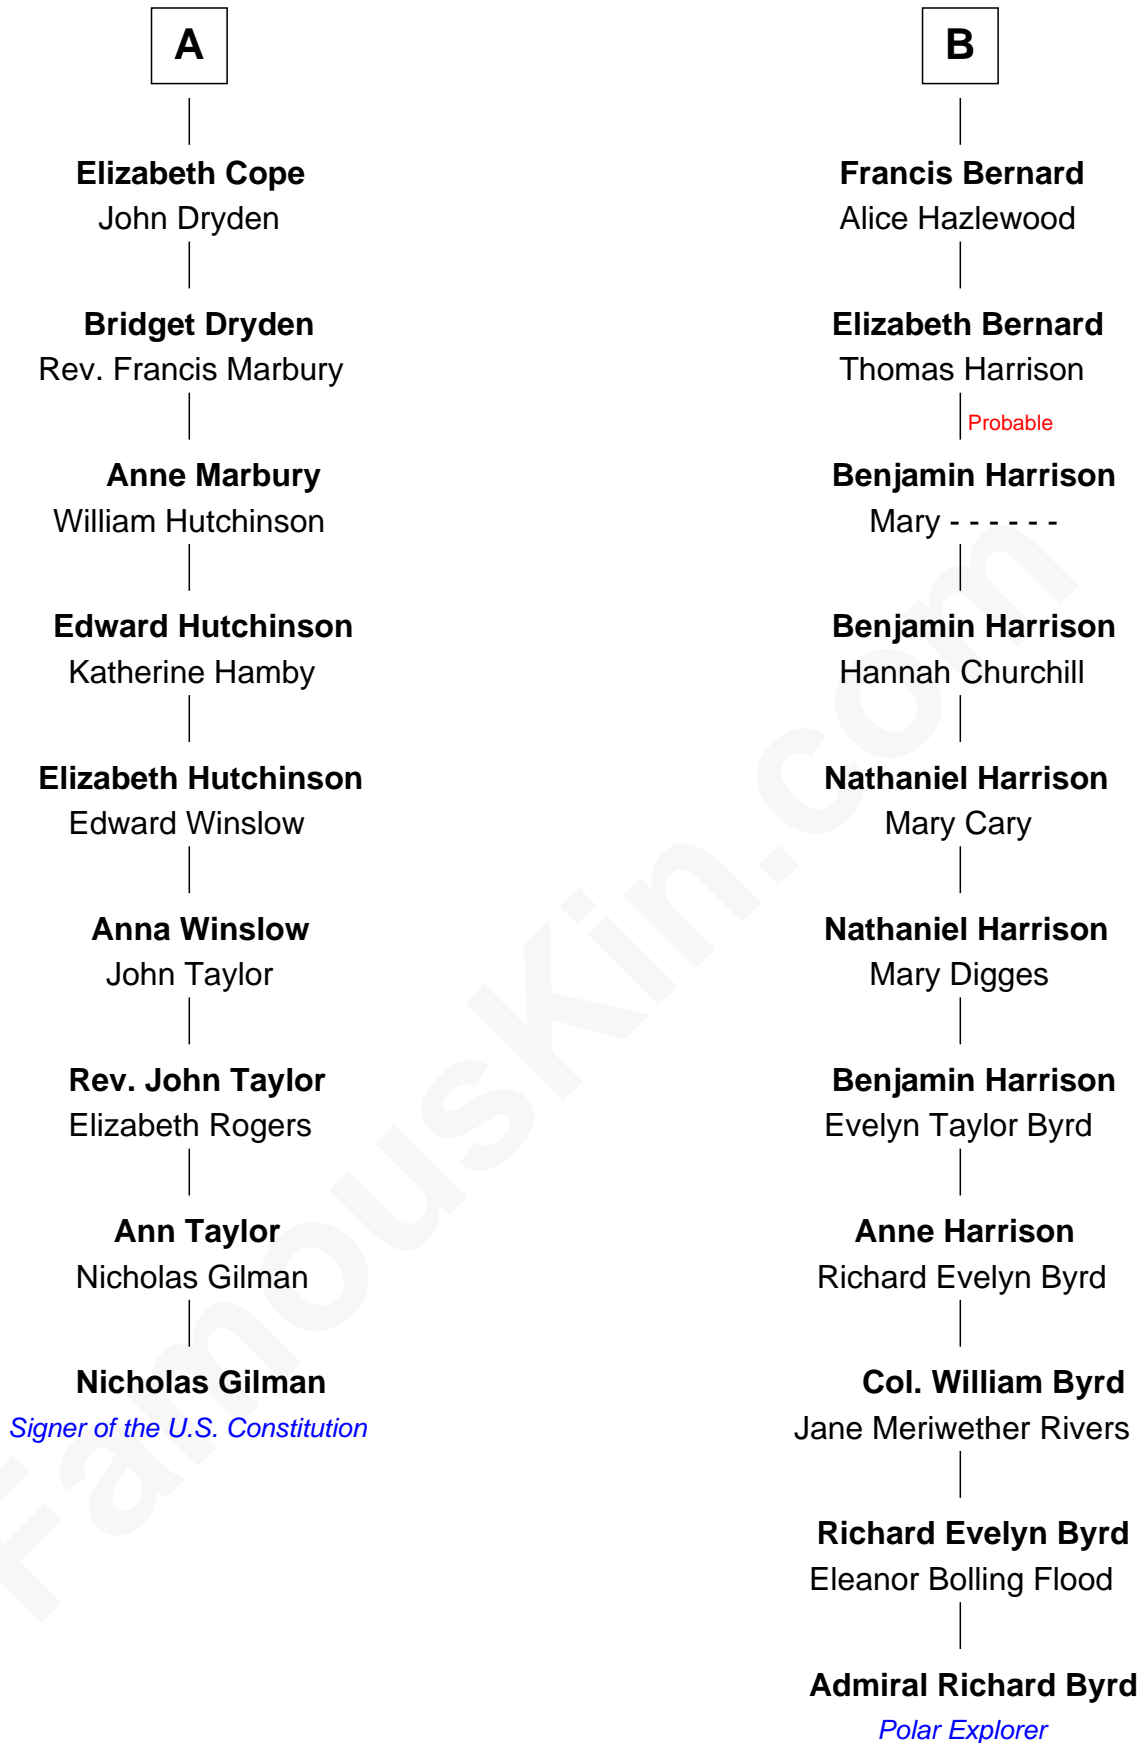 A
Elizabeth Cope
John Dryden
Bridget Dryden
Rev. Francis Marbury
Anne Marbury
William Hutchinson
Edward Hutchinson
Katherine Hamby
Elizabeth Hutchinson
Edward Winslow
Anna Winslow
John Taylor
Rev. John Taylor
Elizabeth Rogers
Ann Taylor
Nicholas Gilman
Nicholas Gilman
Signer of the U.S. Constitution
B
Francis Bernard
Alice Hazlewood
Elizabeth Bernard
Thomas Harrison
Probable
Benjamin Harrison
Mary - - - - - -
Benjamin Harrison
Hannah Churchill
Nathaniel Harrison
Mary Cary
Nathaniel Harrison
Mary Digges
Benjamin Harrison
Evelyn Taylor Byrd
Anne Harrison
Richard Evelyn Byrd
Col. William Byrd
Jane Meriwether Rivers
Richard Evelyn Byrd
Eleanor Bolling Flood
Admiral Richard Byrd
Polar Explorer
FamousKin.com